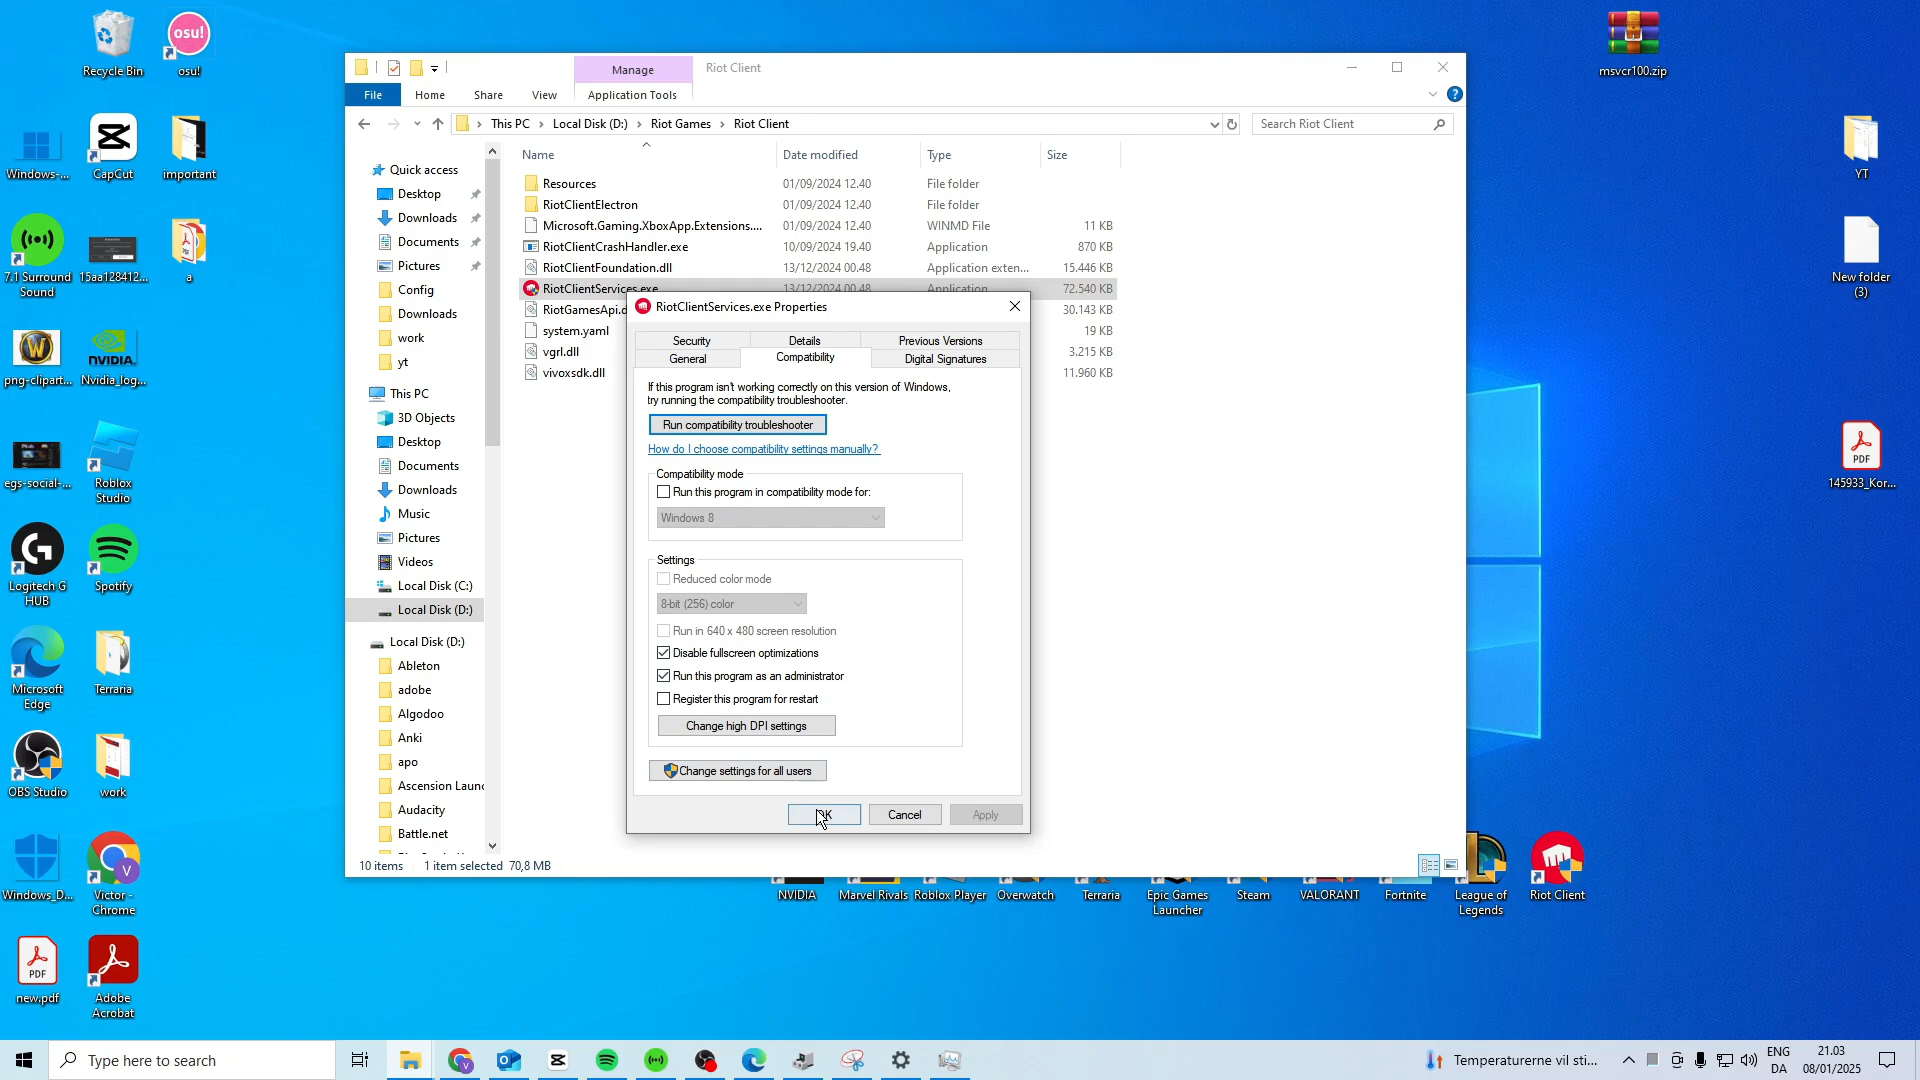 Recycle Bin
osu!
osu!
msvcr100.zip
Windows-...
CapCut
important
YT
7.1 Surround
Sound
15aa128412...
a
New folder
(3)
png-clipart...
Nvidia_log...
egs-social-...
Roblox
Studio
PDF
145933_Kor...
Logitech G
HUB
Spotify
Microsoft
Edge
Terraria
OBS Studio
work
Windows_D...
Victor -
Chrome
PDF
new.pdf
Adobe
Acrobat
Manage
Riot Client
File
Home
Share
View
Application Tools
This PC
Local Disk (D:)
Riot Games
Riot Client
Search Riot Client
Name
Date modified
Type
Size
Quick access
Desktop
Downloads
Documents
Pictures
Config
Downloads
work
yt
This PC
3D Objects
Desktop
Documents
Downloads
Music
Pictures
Videos
Local Disk (C:)
Local Disk (D:)
Local Disk (D:)
Ableton
adobe
Algodoo
Anki
apo
Ascension Launc
Audacity
Battle.net
Resources 01/09/2024 12.40 File folder
RiotClientElectron 01/09/2024 12.40 File folder
Microsoft.Gaming.XboxApp.Extensions.... 01/09/2024 12.40 WINMD File 11 KB
RiotClientCrashHandler.exe 10/09/2024 19.40 Application 870 KB
RiotClientFoundation.dll 13/12/2024 00.48 Application exten... 15.446 KB
RiotClientServices.exe 13/12/2024 00.48 Application 72.540 KB
RiotGamesApi.d 30.143 KB
system.yaml 19 KB
vgrl.dll 3.215 KB
vivoxsdk.dll 11.960 KB
RiotClientServices.exe Properties
Security
Details
Previous Versions
General
Compatibility
Digital Signatures
If this program isn't working correctly on this version of Windows,
try running the compatibility troubleshooter.
Run compatibility troubleshooter
How do I choose compatibility settings manually?
Compatibility mode
Run this program in compatibility mode for:
Windows 8
Settings
Reduced color mode
8-bit (256) color
Run in 640 x 480 screen resolution
Disable fullscreen optimizations
Run this program as an administrator
Register this program for restart
Change high DPI settings
Change settings for all users
OK
Cancel
Apply
10 items
1 item selected 70,8 MB
NVIDIA
Marvel Rivals
Roblox Player
Overwatch
Terraria
Epic Games
Launcher
Steam
VALORANT
Fortnite
League of
Legends
Riot Client
Type here to search
Temperaturerne vil sti...
ENG
DA
21.03
08/01/2025